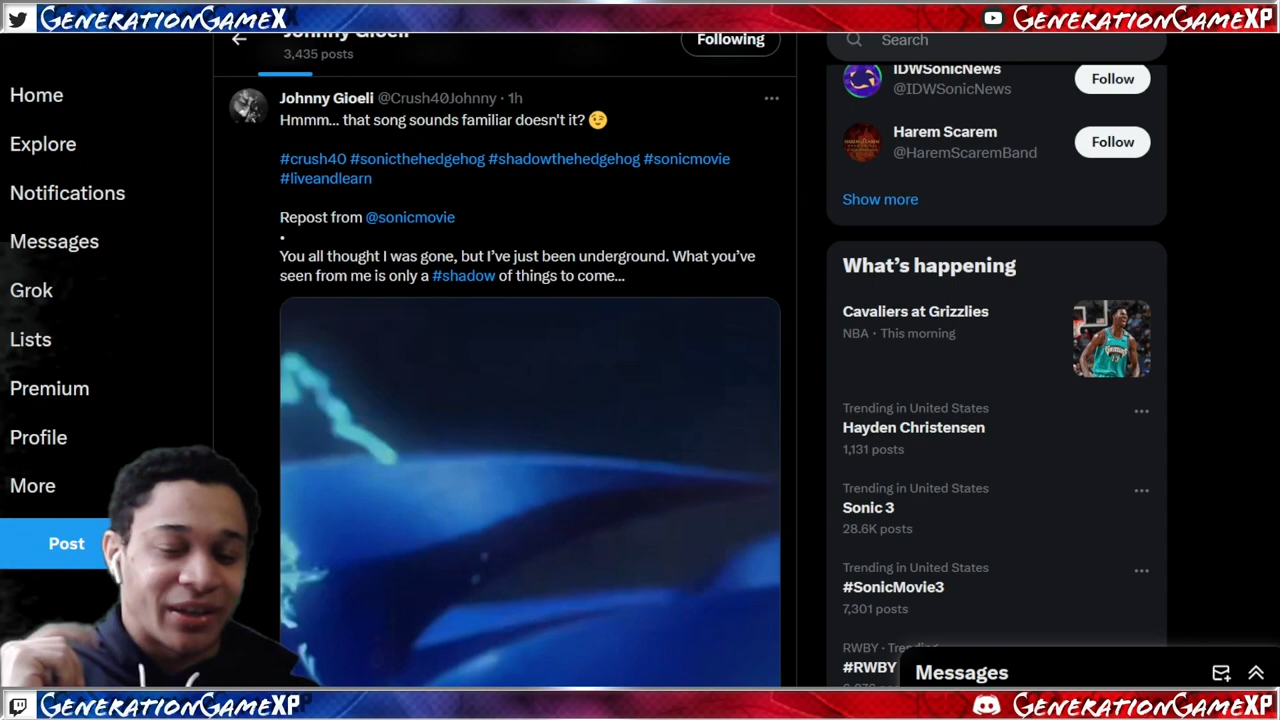 GenerationGameX
GenerationGameXP
Johnny Gioeli
3,435 posts
Following
Search
Home
Explore
Notifications
Messages
Grok
Lists
Premium
Profile
More
Post
Johnny Gioeli @Crush40Johnny · 1h
Hmmm... that song sounds familiar doesn't it? 😉
#crush40 #sonicthehedgehog #shadowthehedgehog #sonicmovie
#liveandlearn
Repost from @sonicmovie
•
You all thought I was gone, but I've just been underground. What you've
seen from me is only a #shadow of things to come...
IDWSonicNews
@IDWSonicNews
Follow
Harem Scarem
@HaremScaremBand
Follow
Show more
What's happening
Cavaliers at Grizzlies
NBA · This morning
Trending in United States
Hayden Christensen
1,131 posts
Trending in United States
Sonic 3
28.6K posts
Trending in United States
#SonicMovie3
7,301 posts
RWBY ·
#RWBY
Messages
GenerationGameXP
GenerationGameXP